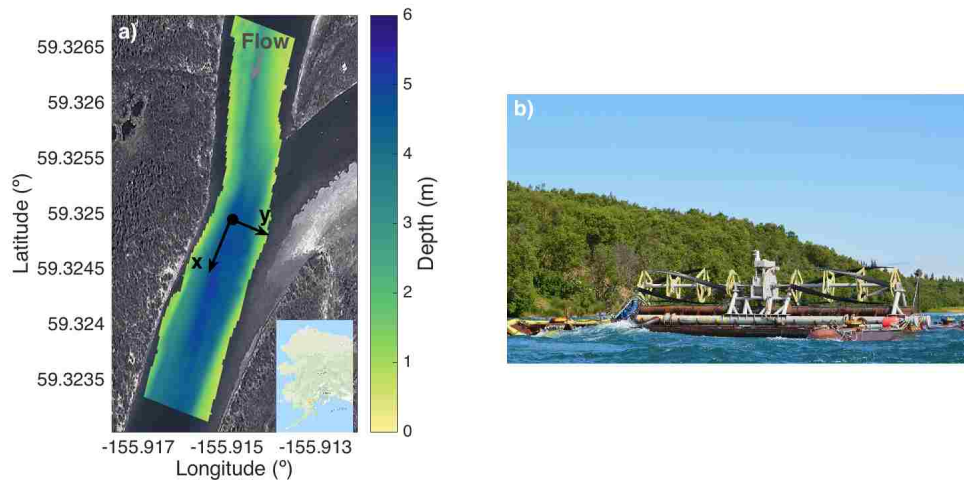 a)
Flow
y
x
59.3265
59.326
59.3255
59.325
59.3245
59.324
59.3235
Latitude (º)
-155.917 -155.915 -155.913
Longitude (º)
6
5
4
3
2
1
0
Depth (m)
b)